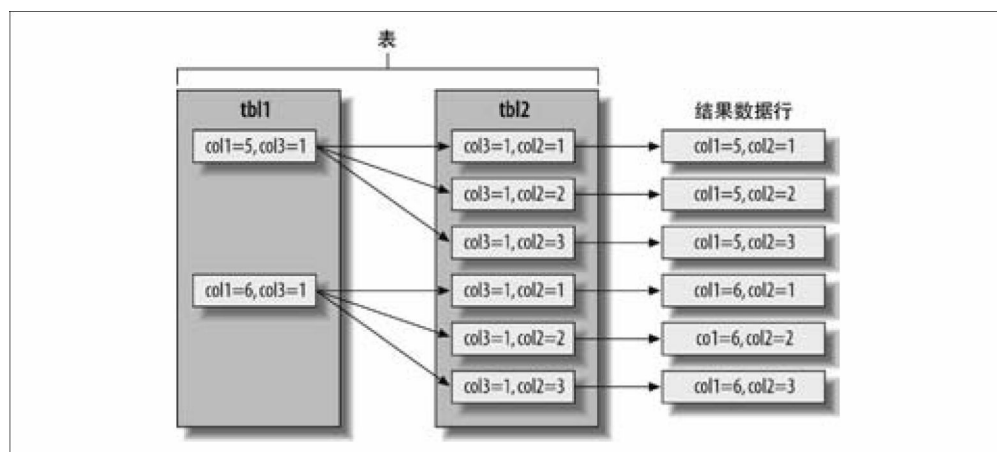 表
tbl1
tbl2
结果数据行
col1=5, col3=1
col3=1, col2=1
col1=5, col2=1
col3=1, col2=2
col1=5, col2=2
col3=1, col2=3
col1=5, col2=3
col1=6, col3=1
col3=1, col2=1
col1=6, col2=1
col3=1, col2=2
co1=6, col2=2
col3=1, col2=3
col1=6, col2=3